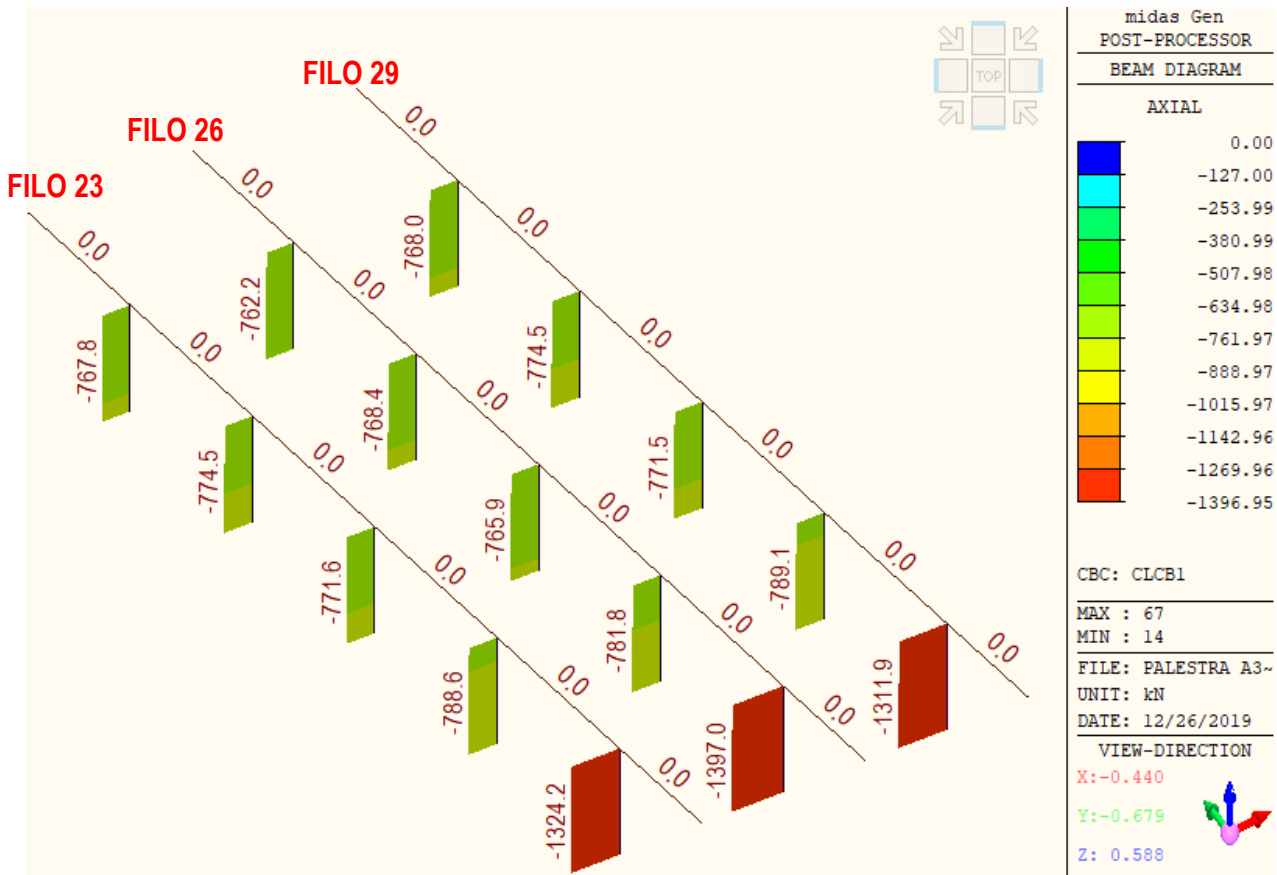 FILO 29
FILO 26
FILO 23
0.0
0.0
0.0
0.0
0.0
0.0
-768.0
-774.5
-771.5
-789.1
-1311.9
0.0
0.0
0.0
0.0
0.0
0.0
-762.2
-768.4
-765.9
-781.8
-1397.0
0.0
0.0
0.0
0.0
0.0
0.0
-767.8
-774.5
-771.6
-788.6
-1324.2
TOP
midas Gen
POST-PROCESSOR
BEAM DIAGRAM
AXIAL
0.00
-127.00
-253.99
-380.99
-507.98
-634.98
-761.97
-888.97
-1015.97
-1142.96
-1269.96
-1396.95
CBC: CLCB1
MAX : 67
MIN : 14
FILE: PALESTRA A3~
UNIT: kN
DATE: 12/26/2019
VIEW-DIRECTION
X:-0.440
Y:-0.679
Z: 0.588